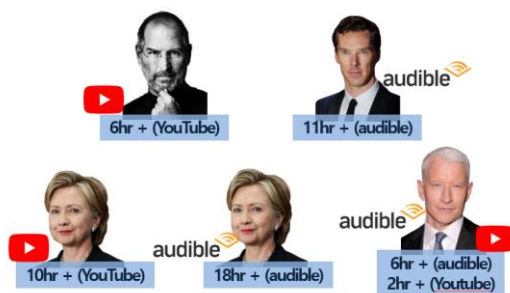 6hr + (YouTube)
audible
11hr + (audible)
10hr + (YouTube)
audible
18hr + (audible)
audible
6hr + (audible)
2hr + (Youtube)